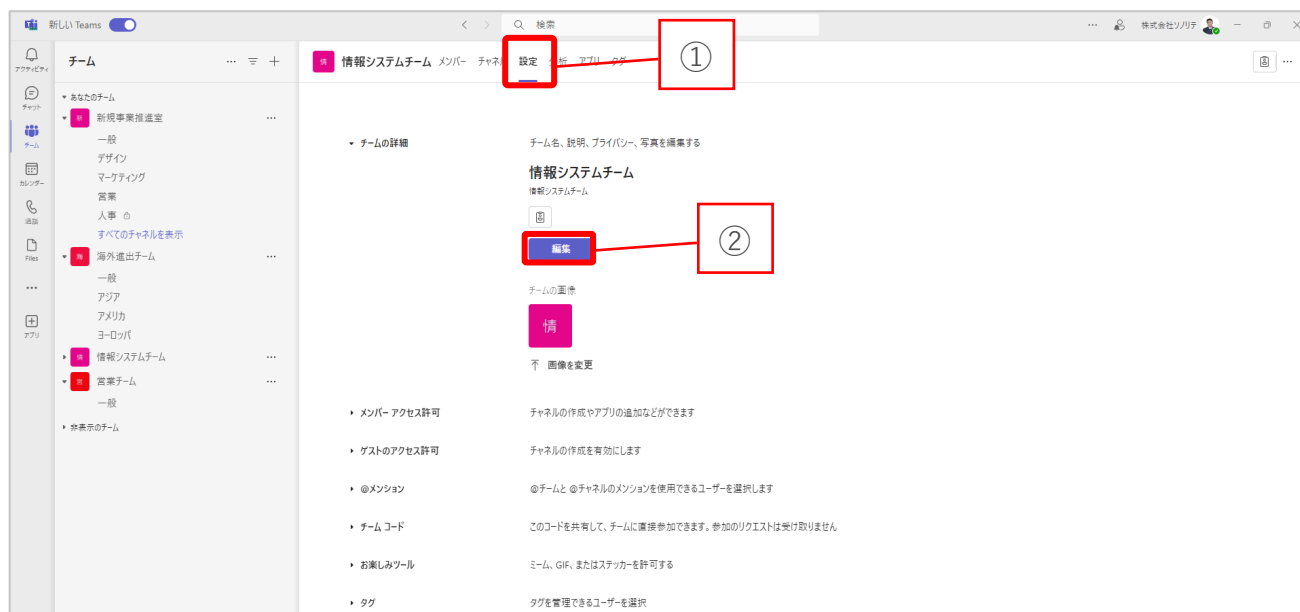 新しい Teams
検索
株式会社ソノリテ
アクティビティ
チャット
チーム
カレンダー
通話
Files
アプリ
チーム
あなたのチーム
新 新規事業推進室
一般
デザイン
マーケティング
営業
人事
すべてのチャネルを表示
海 海外進出チーム
一般
アジア
アメリカ
ヨーロッパ
情 情報システムチーム
営業チーム
一般
非表示のチーム
情 情報システムチーム メンバー チャネル 設定 分析 アプリ タグ
①
チームの詳細
チーム名、説明、プライバシー、写真を編集する
情報システムチーム
情報システムチーム
編集
②
チームの画像
情
画像を変更
メンバー アクセス許可
チャネルの作成やアプリの追加などができます
ゲストのアクセス許可
チャネルの作成を有効にします
@メンション
@チームと @チャネルのメンションを使用できるユーザーを選択します
チーム コード
このコードを共有して、チームに直接参加できます。参加のリクエストは受け取りません
お楽しみツール
ミーム、GIF、またはステッカーを許可する
タグ
タグを管理できるユーザーを選択